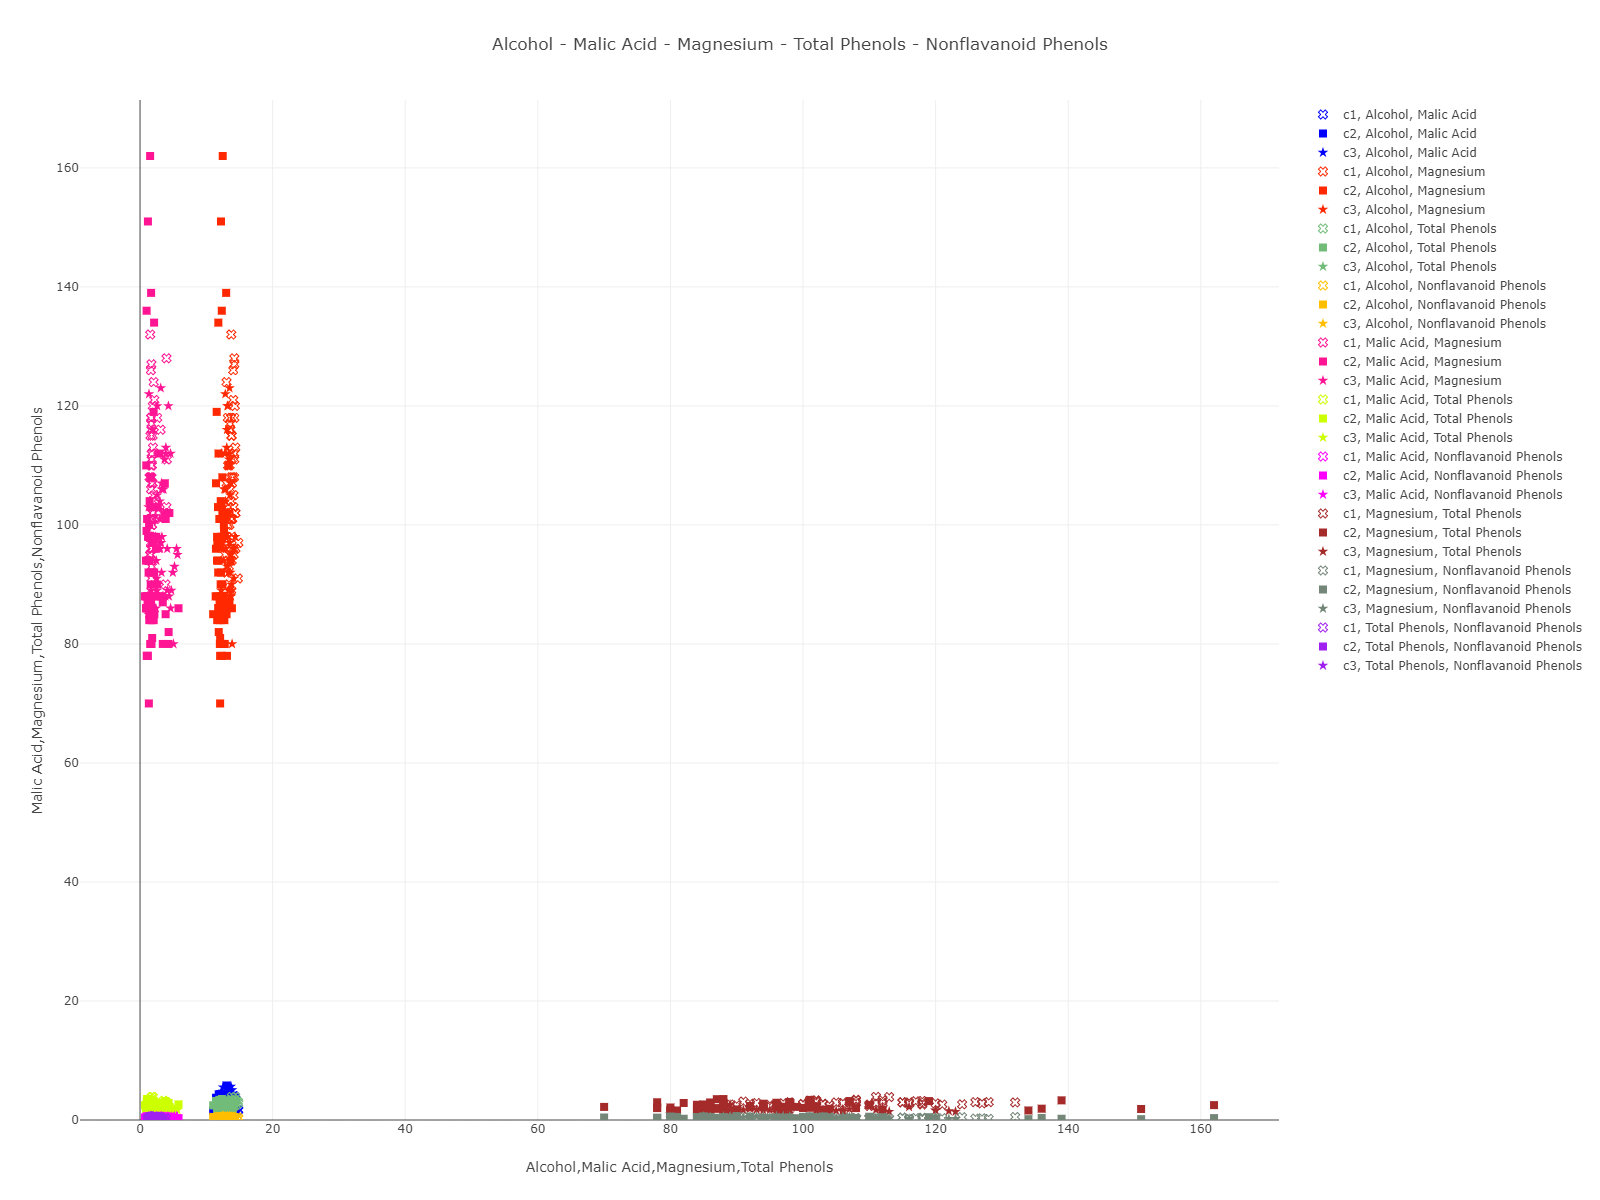 Alcohol - Malic Acid - Magnesium - Total Phenols - Nonflavanoid Phenols
Malic Acid,Magnesium,Total Phenols,Nonflavanoid Phenols
160
140
120
100
80
60
40
20
0
0
20
40
60
80
100
120
140
160
Alcohol,Malic Acid,Magnesium,Total Phenols
c1, Alcohol, Malic Acid
c2, Alcohol, Malic Acid
c3, Alcohol, Malic Acid
c1, Alcohol, Magnesium
c2, Alcohol, Magnesium
c3, Alcohol, Magnesium
c1, Alcohol, Total Phenols
c2, Alcohol, Total Phenols
c3, Alcohol, Total Phenols
c1, Alcohol, Nonflavanoid Phenols
c2, Alcohol, Nonflavanoid Phenols
c3, Alcohol, Nonflavanoid Phenols
c1, Malic Acid, Magnesium
c2, Malic Acid, Magnesium
c3, Malic Acid, Magnesium
c1, Malic Acid, Total Phenols
c2, Malic Acid, Total Phenols
c3, Malic Acid, Total Phenols
c1, Malic Acid, Nonflavanoid Phenols
c2, Malic Acid, Nonflavanoid Phenols
c3, Malic Acid, Nonflavanoid Phenols
c1, Magnesium, Total Phenols
c2, Magnesium, Total Phenols
c3, Magnesium, Total Phenols
c1, Magnesium, Nonflavanoid Phenols
c2, Magnesium, Nonflavanoid Phenols
c3, Magnesium, Nonflavanoid Phenols
c1, Total Phenols, Nonflavanoid Phenols
c2, Total Phenols, Nonflavanoid Phenols
c3, Total Phenols, Nonflavanoid Phenols